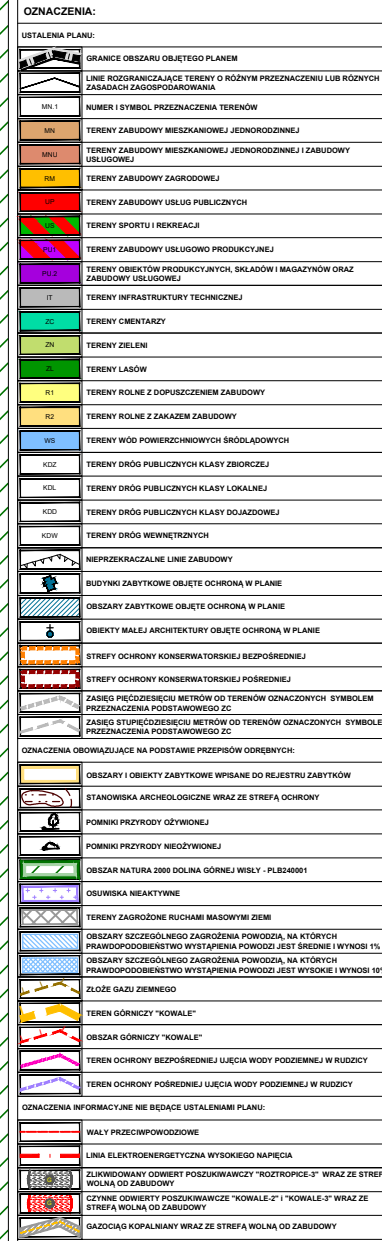 OZNACZENIA:
USTALENIA PLANU:
GRANICE OBSZARU OBJĘTEGO PLANEM
LINIE ROZGRANICZAJĄCE TERENY O RÓŻNYM PRZEZNACZENIU LUB RÓŻNYCH
ZASADACH ZAGOSPODAROWANIA
MN.1 NUMER I SYMBOL PRZEZNACZENIA TERENÓW
MN TERENY ZABUDOWY MIESZKANIOWEJ JEDNORODZINNEJ
MNU TERENY ZABUDOWY MIESZKANIOWEJ JEDNORODZINNEJ I ZABUDOWY
USŁUGOWEJ
RM TERENY ZABUDOWY ZAGRODOWEJ
UP TERENY ZABUDOWY USŁUG PUBLICZNYCH
US TERENY SPORTU I REKREACJI
PU1 TERENY ZABUDOWY USŁUGOWO PRODUKCYJNEJ
PU.2 TERENY OBIEKTÓW PRODUKCYJNYCH, SKŁADÓW I MAGAZYNÓW ORAZ
ZABUDOWY USŁUGOWEJ
IT TERENY INFRASTRUKTURY TECHNICZNEJ
ZC TERENY CMENTARZY
ZN TERENY ZIELENI
ZL TERENY LASÓW
R1 TERENY ROLNE Z DOPUSZCZENIEM ZABUDOWY
R2 TERENY ROLNE Z ZAKAZEM ZABUDOWY
WS TERENY WÓD POWIERZCHNIOWYCH ŚRÓDLĄDOWYCH
KDZ TERENY DRÓG PUBLICZNYCH KLASY ZBIORCZEJ
KDL TERENY DRÓG PUBLICZNYCH KLASY LOKALNEJ
KDD TERENY DRÓG PUBLICZNYCH KLASY DOJAZDOWEJ
KDW TERENY DRÓG WEWNĘTRZNYCH
NIEPRZEKRACZALNE LINIE ZABUDOWY
BUDYNKI ZABYTKOWE OBJĘTE OCHRONĄ W PLANIE
OBSZARY ZABYTKOWE OBJĘTE OCHRONĄ W PLANIE
OBIEKTY MAŁEJ ARCHITEKTURY OBJĘTE OCHRONĄ W PLANIE
STREFY OCHRONY KONSERWATORSKIEJ BEZPOŚREDNIEJ
STREFY OCHRONY KONSERWATORSKIEJ POŚREDNIEJ
ZASIĘG PIĘĆDZIESIĘCIU METRÓW OD TERENÓW OZNACZONYCH SYMBOLEM
PRZEZNACZENIA PODSTAWOWEGO ZC
ZASIĘG STUPIĘĆDZIESIĘCIU METRÓW OD TERENÓW OZNACZONYCH SYMBOLE
PRZEZNACZENIA PODSTAWOWEGO ZC
OZNACZENIA OBOWIĄZUJĄCE NA PODSTAWIE PRZEPISÓW ODRĘBNYCH:
OBSZARY I OBIEKTY ZABYTKOWE WPISANE DO REJESTRU ZABYTKÓW
STANOWISKA ARCHEOLOGICZNE WRAZ ZE STREFĄ OCHRONY
POMNIKI PRZYRODY OŻYWIONEJ
POMNIKI PRZYRODY NIEOŻYWIONEJ
OBSZAR NATURA 2000 DOLINA GÓRNEJ WISŁY - PLB240001
OSUWISKA NIEAKTYWNE
TERENY ZAGROŻONE RUCHAMI MASOWYMI ZIEMI
OBSZARY SZCZEGÓLNEGO ZAGROŻENIA POWODZIĄ, NA KTÓRYCH
PRAWDOPODOBIEŃSTWO WYSTĄPIENIA POWODZI JEST ŚREDNIE I WYNOSI 1%
OBSZARY SZCZEGÓLNEGO ZAGROŻENIA POWODZIĄ, NA KTÓRYCH
PRAWDOPODOBIEŃSTWO WYSTĄPIENIA POWODZI JEST WYSOKIE I WYNOSI 10%
ZŁOŻE GAZU ZIEMNEGO
TEREN GÓRNICZY "KOWALE"
OBSZAR GÓRNICZY "KOWALE"
TEREN OCHRONY BEZPOŚREDNIEJ UJĘCIA WODY PODZIEMNEJ W RUDZICY
TEREN OCHRONY POŚREDNIEJ UJĘCIA WODY PODZIEMNEJ W RUDZICY
OZNACZENIA INFORMACYJNE NIE BĘDĄCE USTALENIAMI PLANU:
WAŁY PRZECIWPOWODZIOWE
LINIA ELEKTROENERGETYCZNA WYSOKIEGO NAPIĘCIA
ZLIKWIDOWANY ODWIERT POSZUKIWAWCZY "ROZTROPICE-3" WRAZ ZE STREF
WOLNĄ OD ZABUDOWY
CZYNNE ODWIERTY POSZUKIWAWCZE "KOWALE-2" i "KOWALE-3" WRAZ ZE
STREFĄ WOLNĄ OD ZABUDOWY
GAZOCIĄG KOPALNIANY WRAZ ZE STREFĄ WOLNĄ OD ZABUDOWY